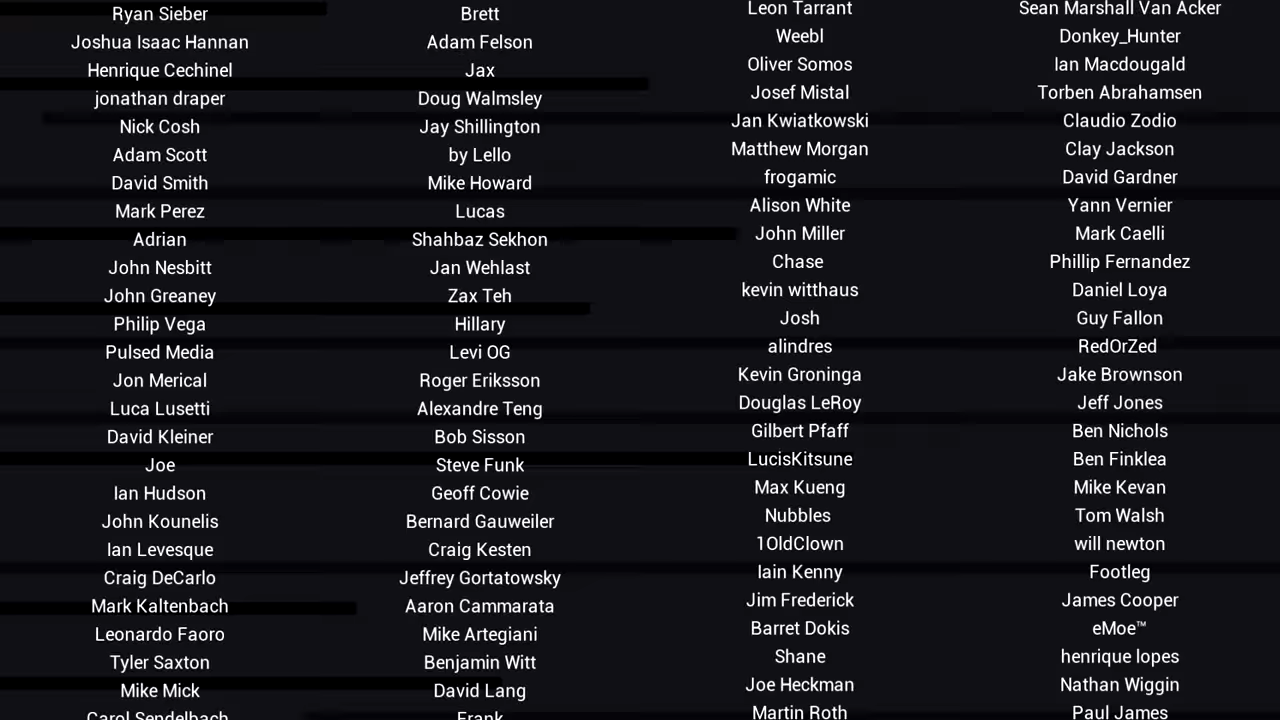 Ryan Sieber
Joshua Isaac Hannan
Henrique Cechinel
jonathan draper
Nick Cosh
Adam Scott
David Smith
Mark Perez
Adrian
John Nesbitt
John Greaney
Philip Vega
Pulsed Media
Jon Merical
Luca Lusetti
David Kleiner
Joe
Ian Hudson
John Kounelis
Ian Levesque
Craig DeCarlo
Mark Kaltenbach
Leonardo Faoro
Tyler Saxton
Mike Mick
Carol Sendelbach
Brett
Adam Felson
Jax
Doug Walmsley
Jay Shillington
by Lello
Mike Howard
Lucas
Shahbaz Sekhon
Jan Wehlast
Zax Teh
Hillary
Levi OG
Roger Eriksson
Alexandre Teng
Bob Sisson
Steve Funk
Geoff Cowie
Bernard Gauweiler
Craig Kesten
Jeffrey Gortatowsky
Aaron Cammarata
Mike Artegiani
Benjamin Witt
David Lang
Frank
Leon Tarrant
Weebl
Oliver Somos
Josef Mistal
Jan Kwiatkowski
Matthew Morgan
frogamic
Alison White
John Miller
Chase
kevin witthaus
Josh
alindres
Kevin Groninga
Douglas LeRoy
Gilbert Pfaff
LucisKitsune
Max Kueng
Nubbles
1OldClown
Iain Kenny
Jim Frederick
Barret Dokis
Shane
Joe Heckman
Martin Roth
Sean Marshall Van Acker
Donkey_Hunter
Ian Macdougald
Torben Abrahamsen
Claudio Zodio
Clay Jackson
David Gardner
Yann Vernier
Mark Caelli
Phillip Fernandez
Daniel Loya
Guy Fallon
RedOrZed
Jake Brownson
Jeff Jones
Ben Nichols
Ben Finklea
Mike Kevan
Tom Walsh
will newton
Footleg
James Cooper
eMoe™
henrique lopes
Nathan Wiggin
Paul James